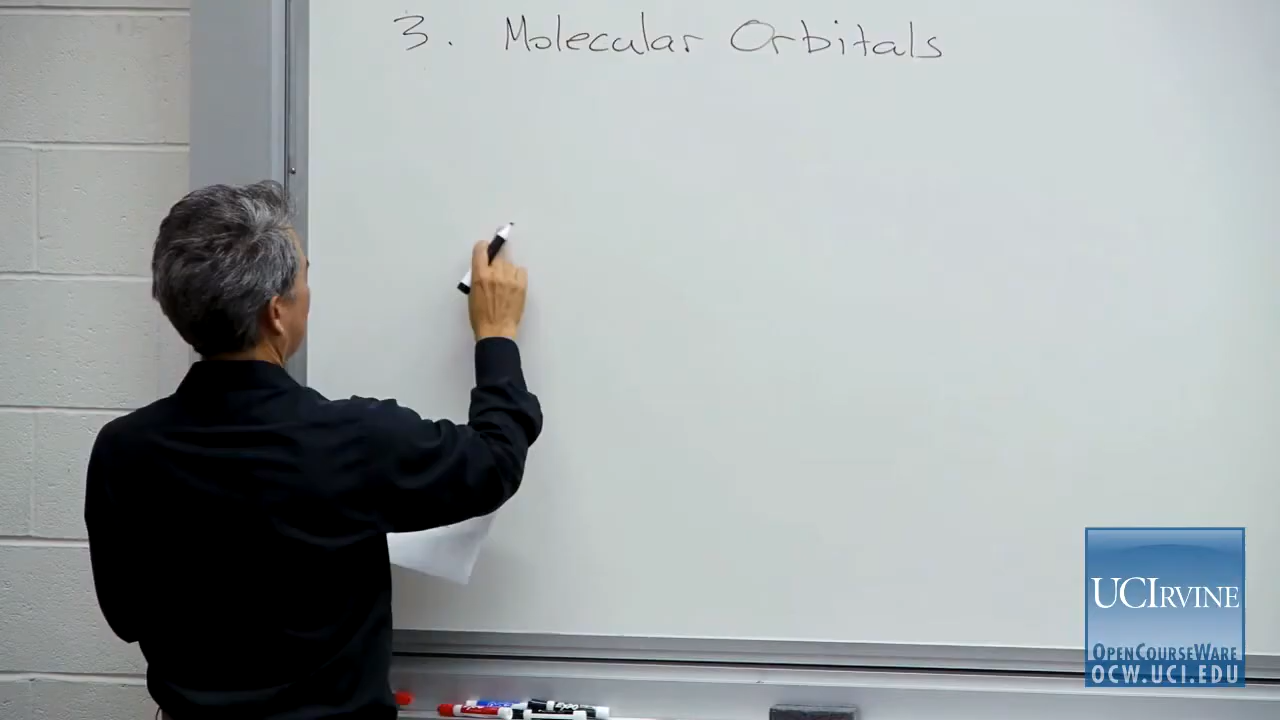 3. Molecular Orbitals
UCIRVINE
OPENCOURSEWARE
OCW.UCI.EDU